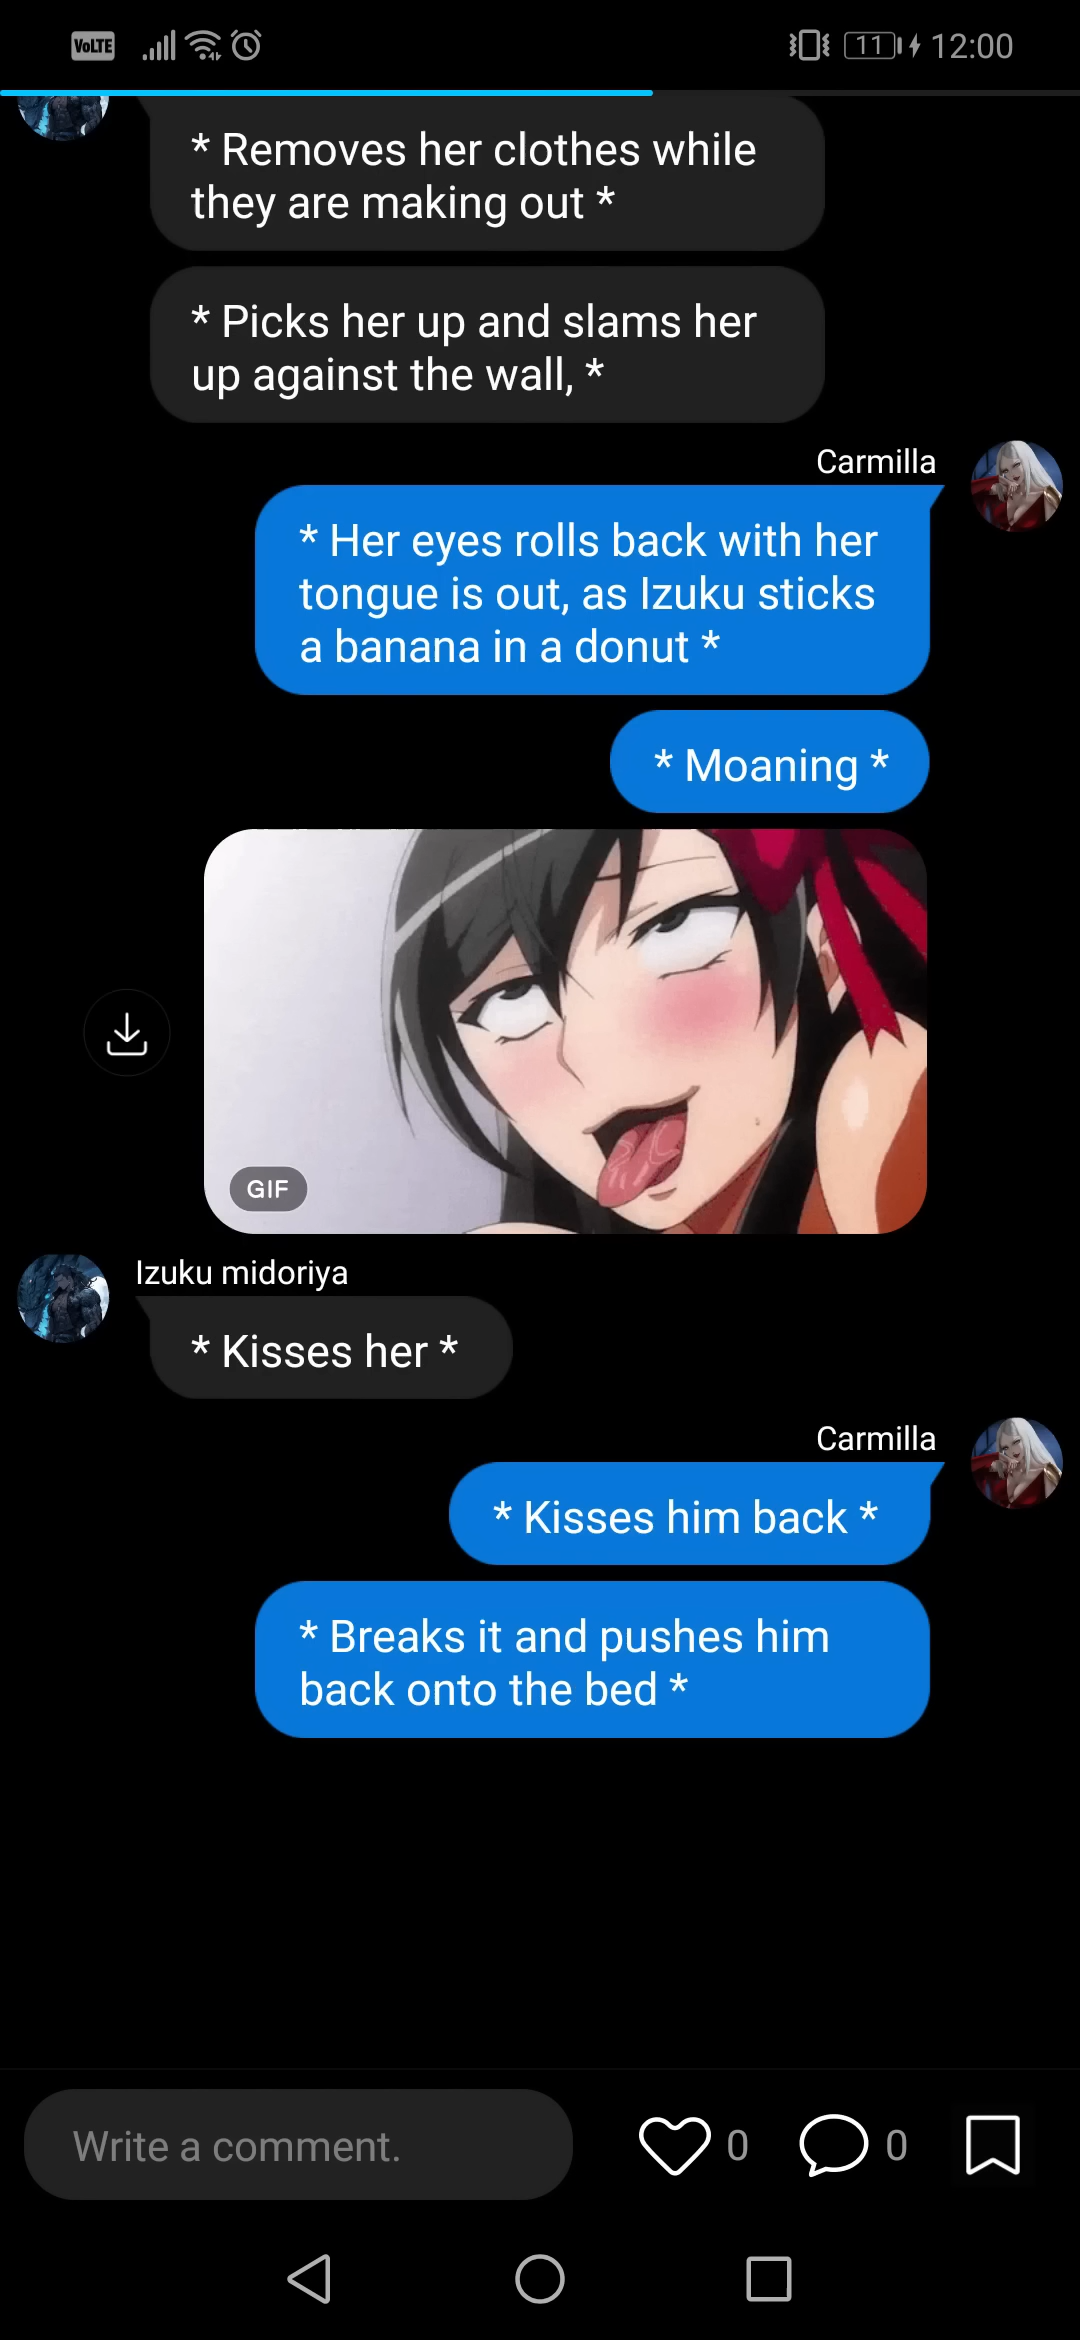 VoLTE
11 12:00
* Removes her clothes while
they are making out *
* Picks her up and slams her
up against the wall, *
Carmilla
* Her eyes rolls back with her
tongue is out, as Izuku sticks
a banana in a donut *
* Moaning *
GIF
Izuku midoriya
* Kisses her *
Carmilla
* Kisses him back *
* Breaks it and pushes him
back onto the bed *
Write a comment. 0 0